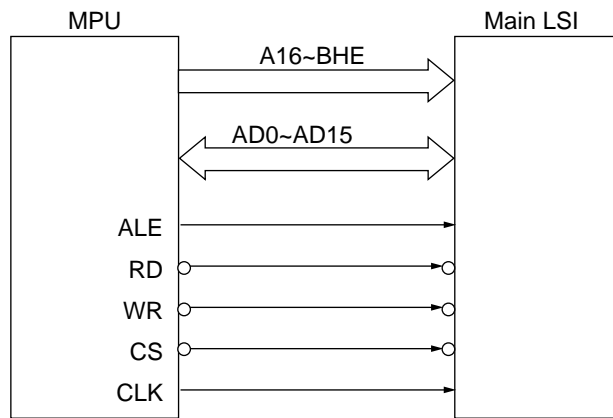 MPU
Main LSI
A16~BHE
AD0~AD15
ALE
RD
WR
CS
CLK